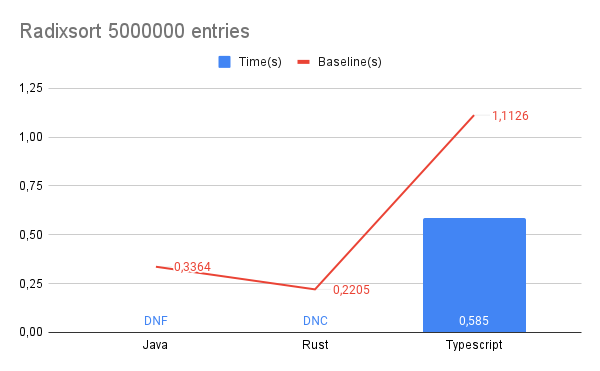 Radixsort 5000000 entries
Time(s) Baseline(s)
1,25
1,00
0,75
0,50
0,25
0,00
1,1126
0,3364
0,2205
DNF DNC 0,585
Java Rust Typescript